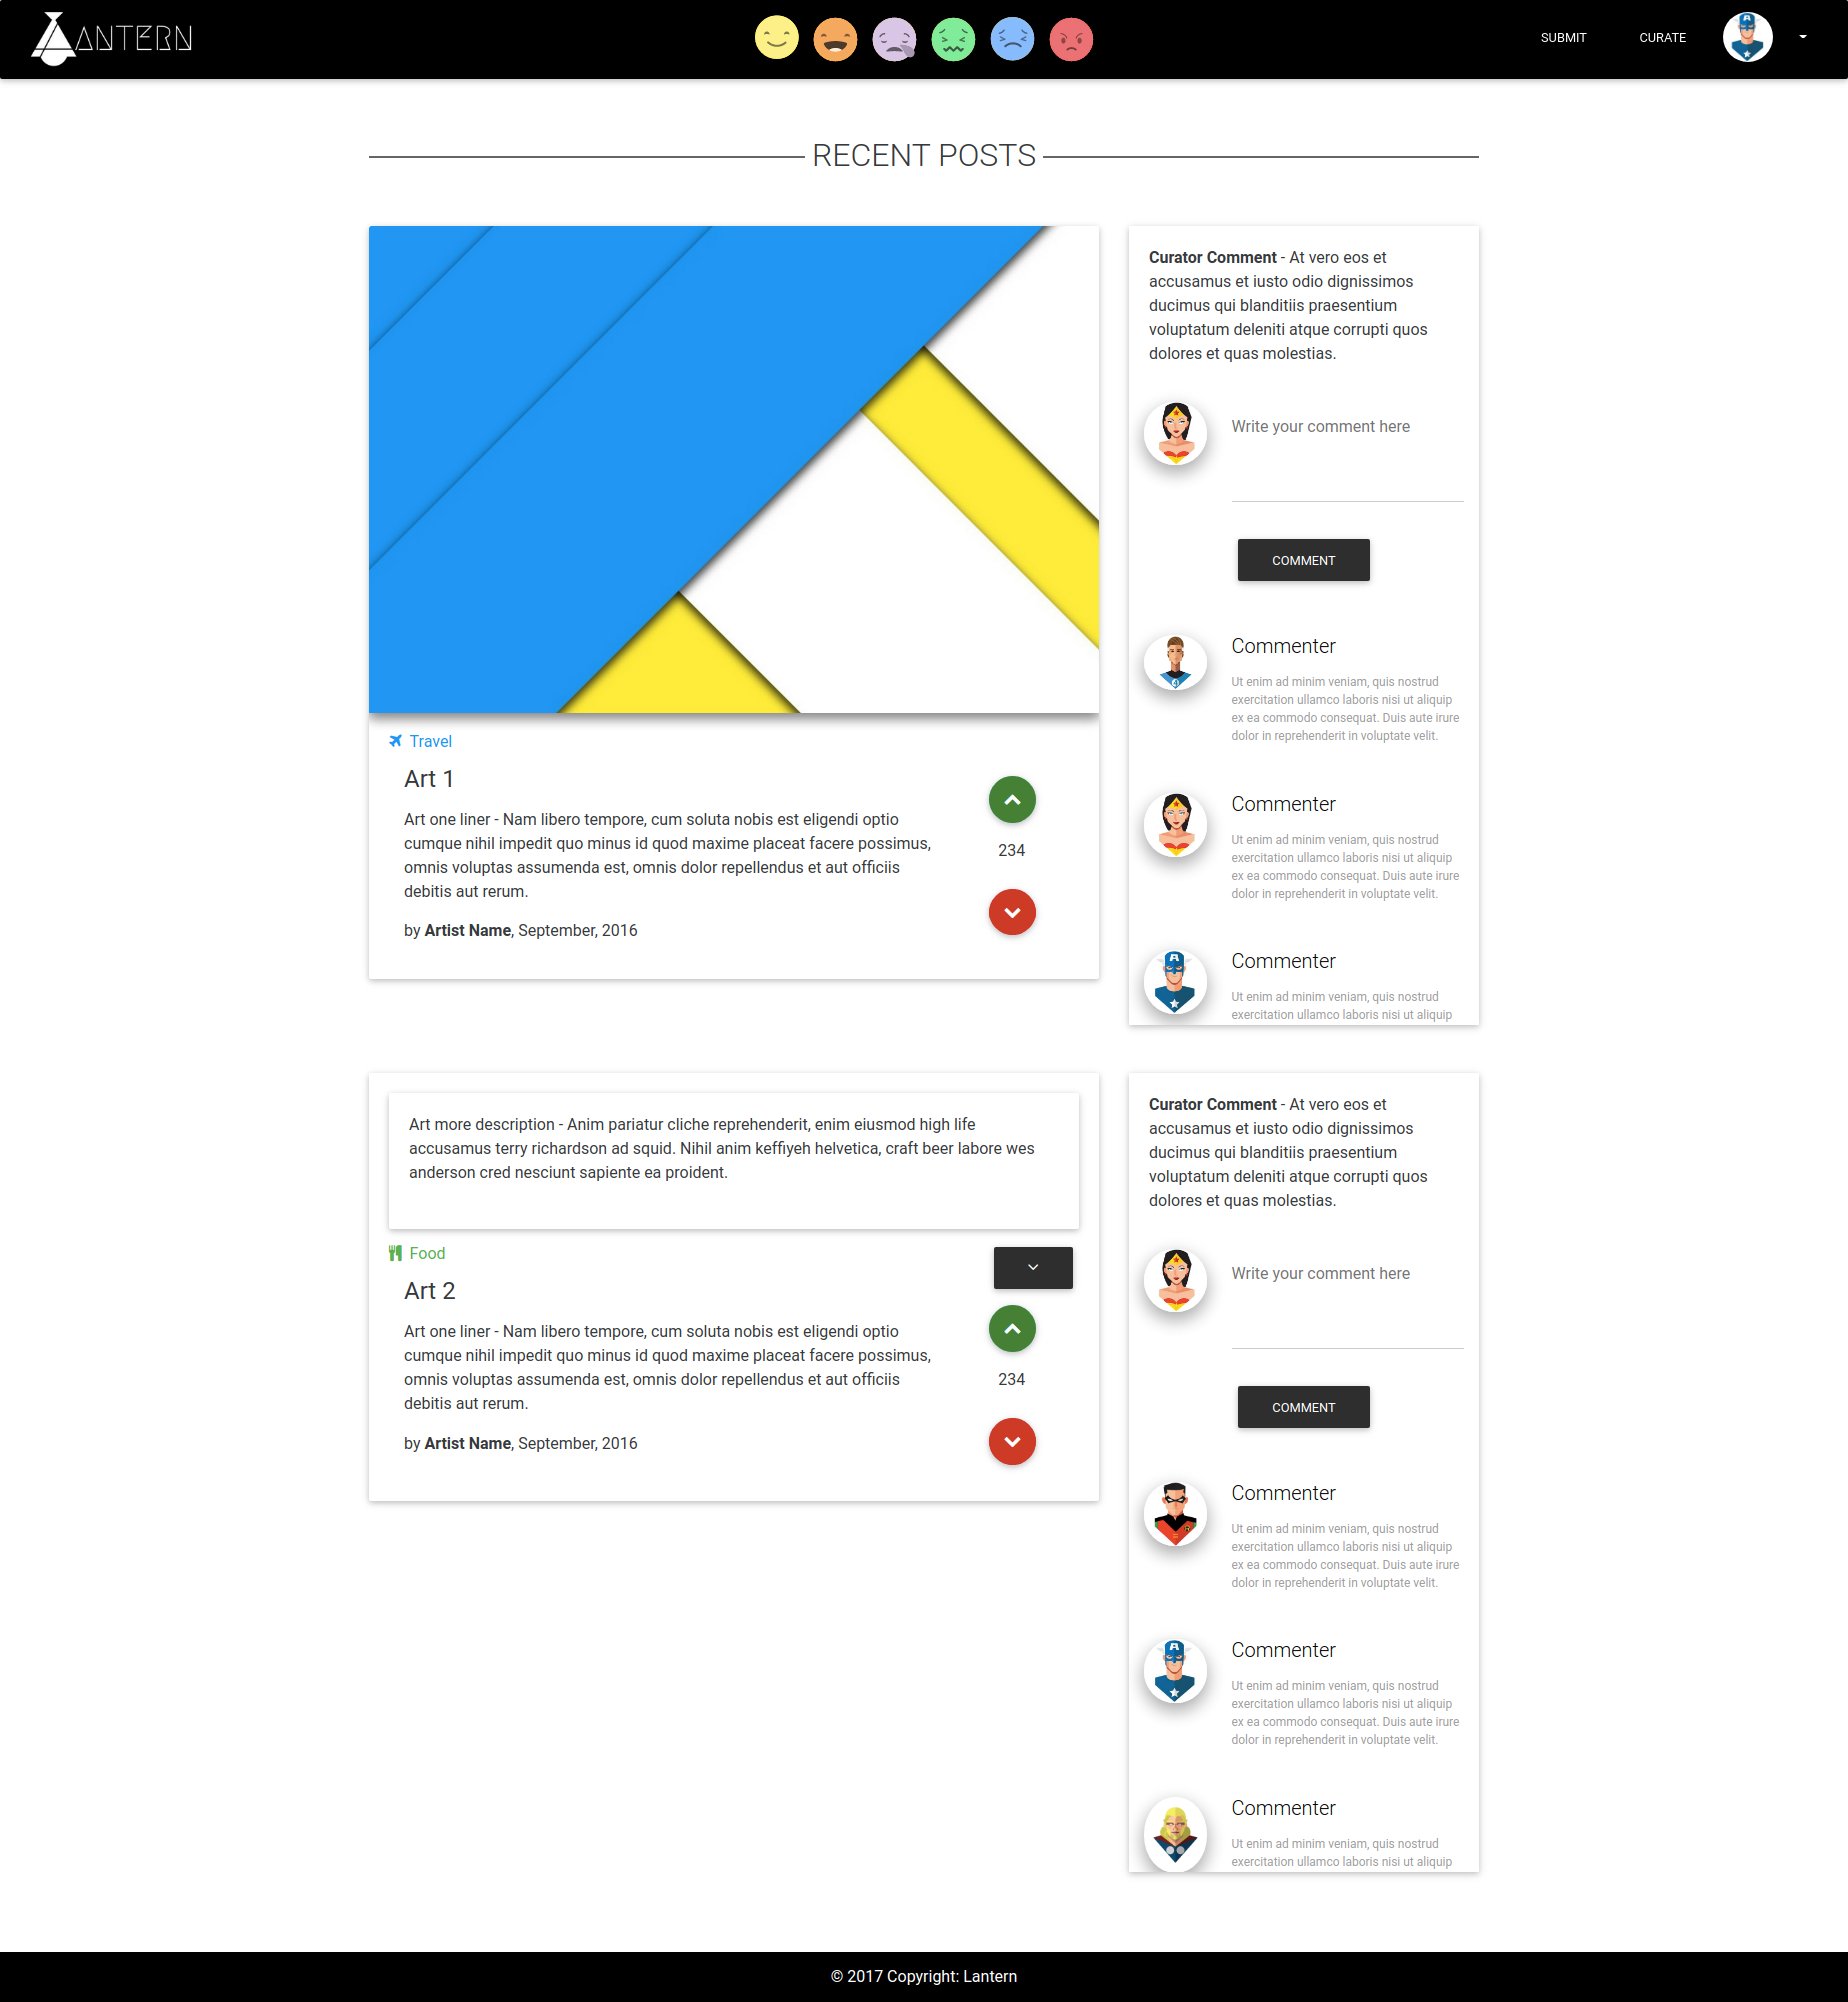 ANTERN
SUBMIT
CURATE
RECENT POSTS
Travel
Art 1
Art one liner - Nam libero tempore, cum soluta nobis est eligendi optio
cumque nihil impedit quo minus id quod maxime placeat facere possimus,
omnis voluptas assumenda est, omnis dolor repellendus et aut officiis
debitis aut rerum.
by Artist Name, September, 2016
234
Curator Comment - At vero eos et
accusamus et iusto odio dignissimos
ducimus qui blanditiis praesentium
voluptatum deleniti atque corrupti quos
dolores et quas molestias.
Write your comment here
COMMENT
Commenter
Ut enim ad minim veniam, quis nostrud
exercitation ullamco laboris nisi ut aliquip
ex ea commodo consequat. Duis aute irure
dolor in reprehenderit in voluptate velit.
Commenter
Ut enim ad minim veniam, quis nostrud
exercitation ullamco laboris nisi ut aliquip
ex ea commodo consequat. Duis aute irure
dolor in reprehenderit in voluptate velit.
Commenter
Ut enim ad minim veniam, quis nostrud
exercitation ullamco laboris nisi ut aliquip
Art more description - Anim pariatur cliche reprehenderit, enim eiusmod high life
accusamus terry richardson ad squid. Nihil anim keffiyeh helvetica, craft beer labore wes
anderson cred nesciunt sapiente ea proident.
Food
Art 2
Art one liner - Nam libero tempore, cum soluta nobis est eligendi optio
cumque nihil impedit quo minus id quod maxime placeat facere possimus,
omnis voluptas assumenda est, omnis dolor repellendus et aut officiis
debitis aut rerum.
by Artist Name, September, 2016
234
Curator Comment - At vero eos et
accusamus et iusto odio dignissimos
ducimus qui blanditiis praesentium
voluptatum deleniti atque corrupti quos
dolores et quas molestias.
Write your comment here
COMMENT
Commenter
Ut enim ad minim veniam, quis nostrud
exercitation ullamco laboris nisi ut aliquip
ex ea commodo consequat. Duis aute irure
dolor in reprehenderit in voluptate velit.
Commenter
Ut enim ad minim veniam, quis nostrud
exercitation ullamco laboris nisi ut aliquip
ex ea commodo consequat. Duis aute irure
dolor in reprehenderit in voluptate velit.
Commenter
Ut enim ad minim veniam, quis nostrud
exercitation ullamco laboris nisi ut aliquip
© 2017 Copyright: Lantern